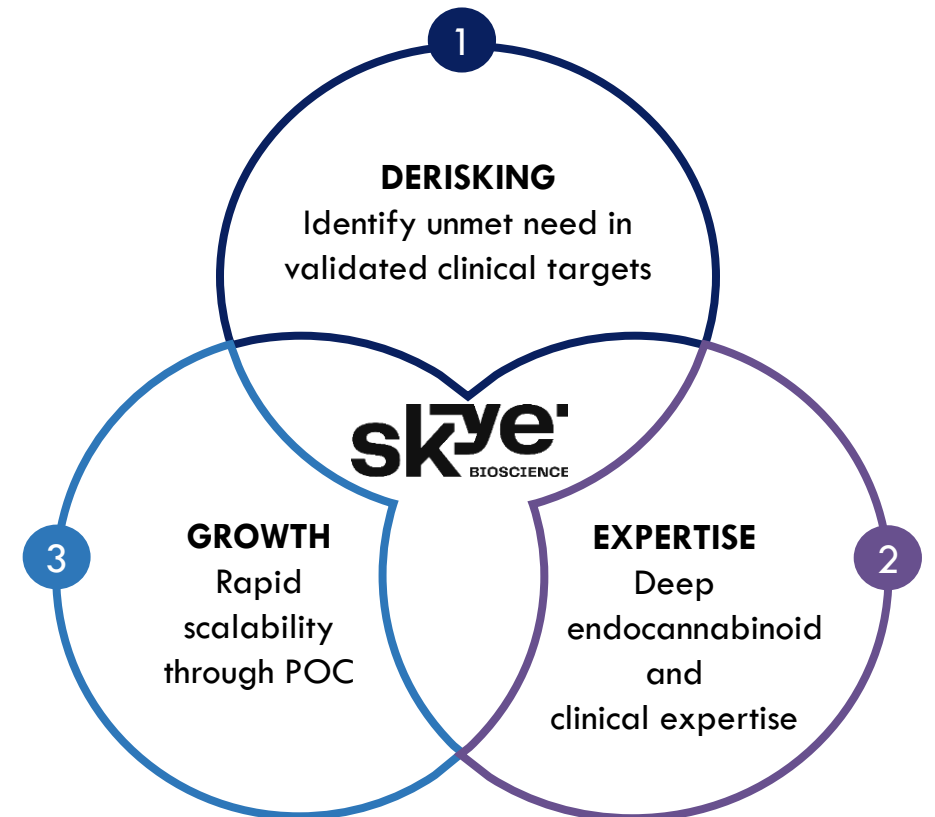 1
DERISKING
Identify unmet need in
validated clinical targets
skye
BIOSCIENCE
3
GROWTH
Rapid
scalability
through POC
EXPERTISE
Deep
endocannabinoid
and
clinical expertise
2